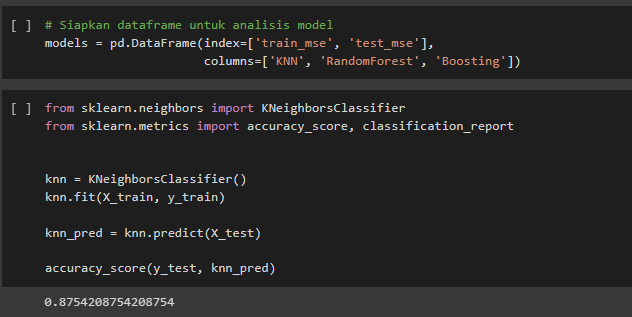 [ ] # Siapkan dataframe untuk analisis model
models = pd.DataFrame(index=['train_mse', 'test_mse'],
columns=['KNN', 'RandomForest', 'Boosting'])
[ ] from sklearn.neighbors import KNeighborsClassifier
from sklearn.metrics import accuracy_score, classification_report
knn = KNeighborsClassifier()
knn.fit(X_train, y_train)
knn_pred = knn.predict(X_test)
accuracy_score(y_test, knn_pred)
0.8754208754208754